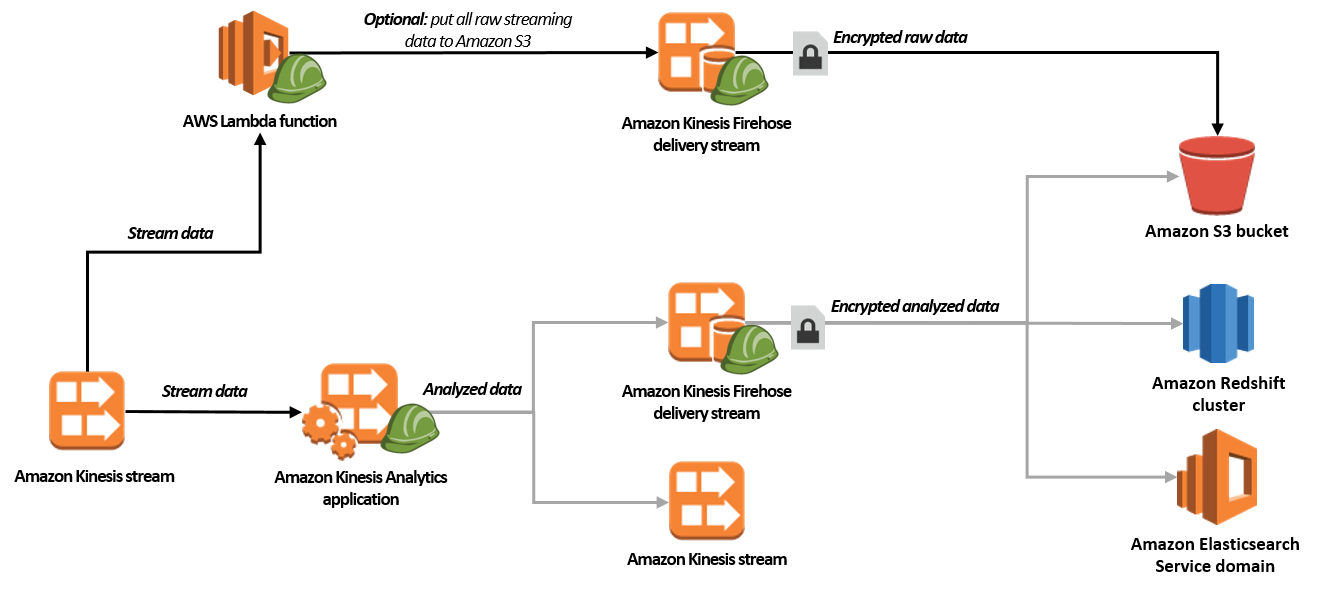 Optional: put all raw streaming
data to Amazon S3
Encrypted raw data
AWS Lambda function
Amazon Kinesis Firehose
delivery stream
Stream data
Amazon S3 bucket
Encrypted analyzed data
Stream data
Analyzed data
Amazon Kinesis Firehose
delivery stream
Amazon Redshift
cluster
Amazon Kinesis stream
Amazon Kinesis Analytics
application
Amazon Kinesis stream
Amazon Elasticsearch
Service domain